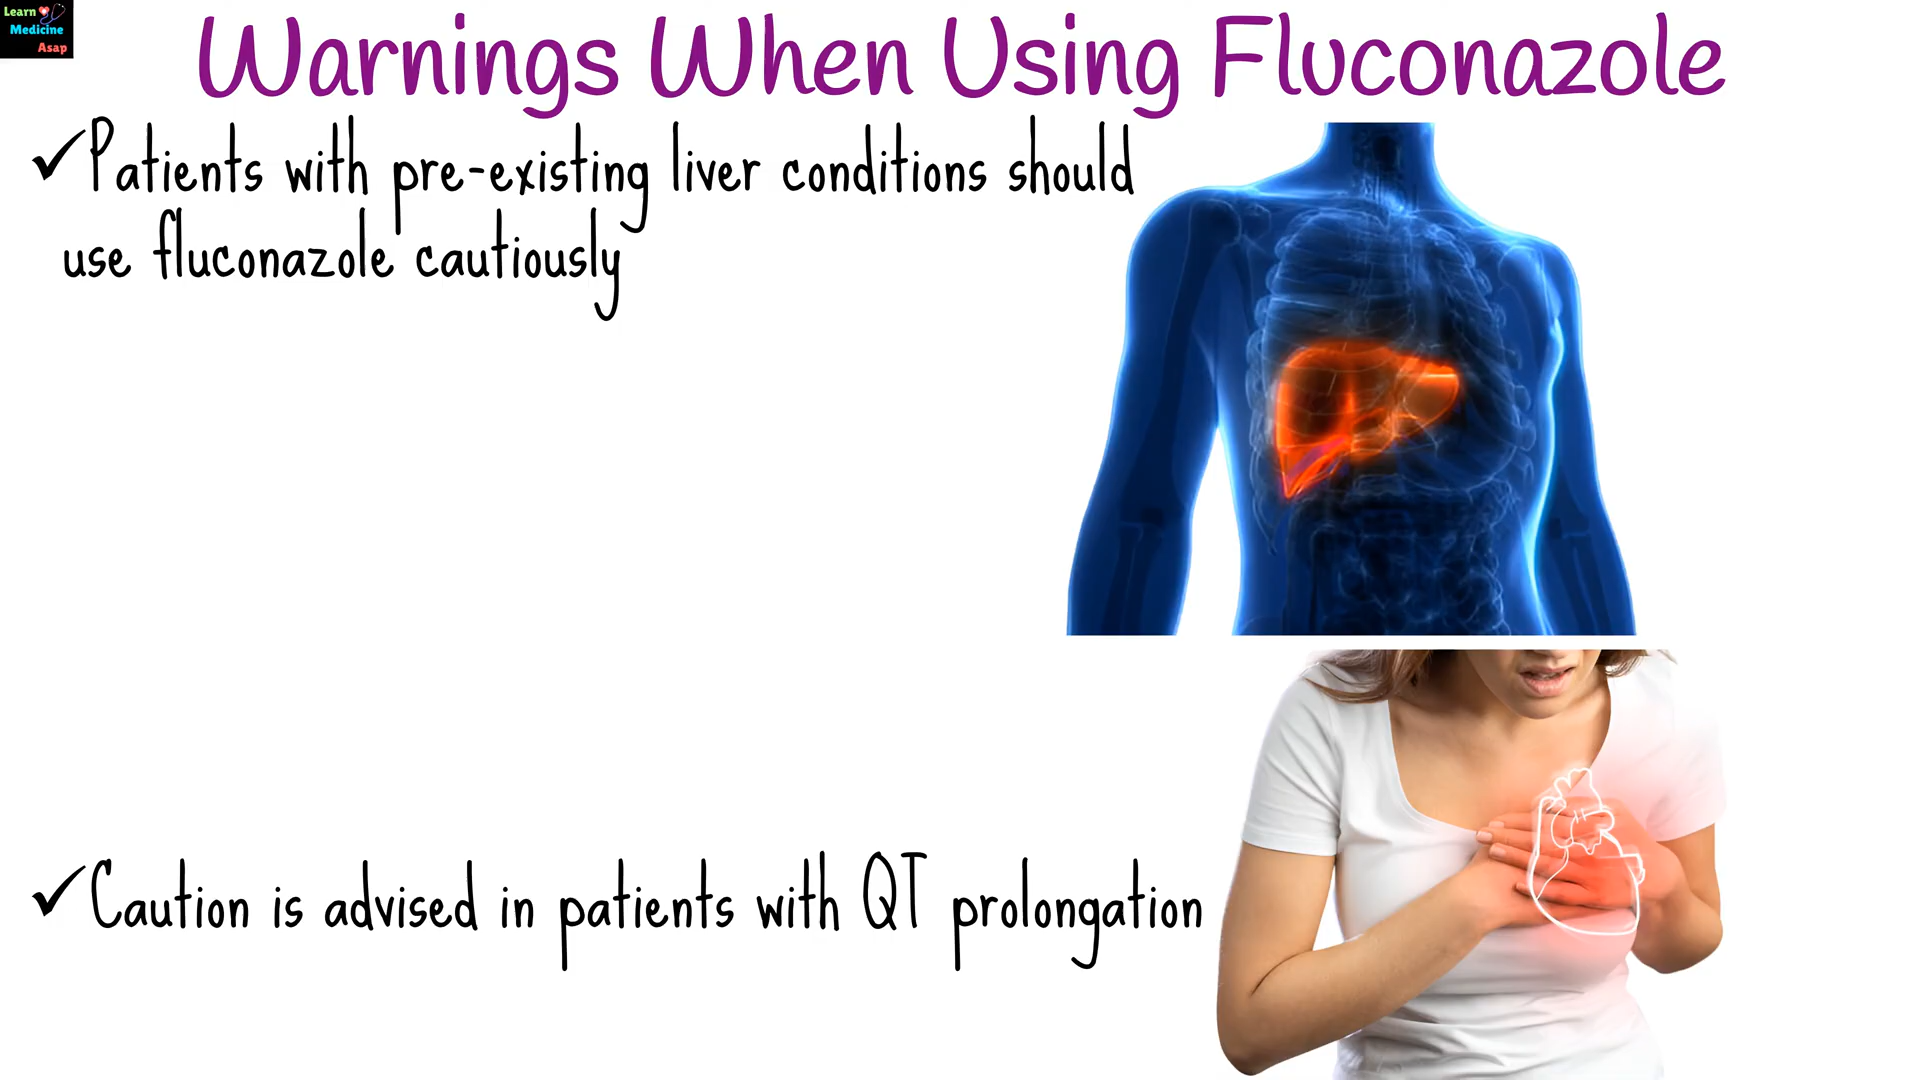 Learn
Medicine
Asap
Warnings When Using Fluconazole
✓Patients with pre-existing liver conditions should
use fluconazole cautiously
✓Caution is advised in patients with QT prolongation